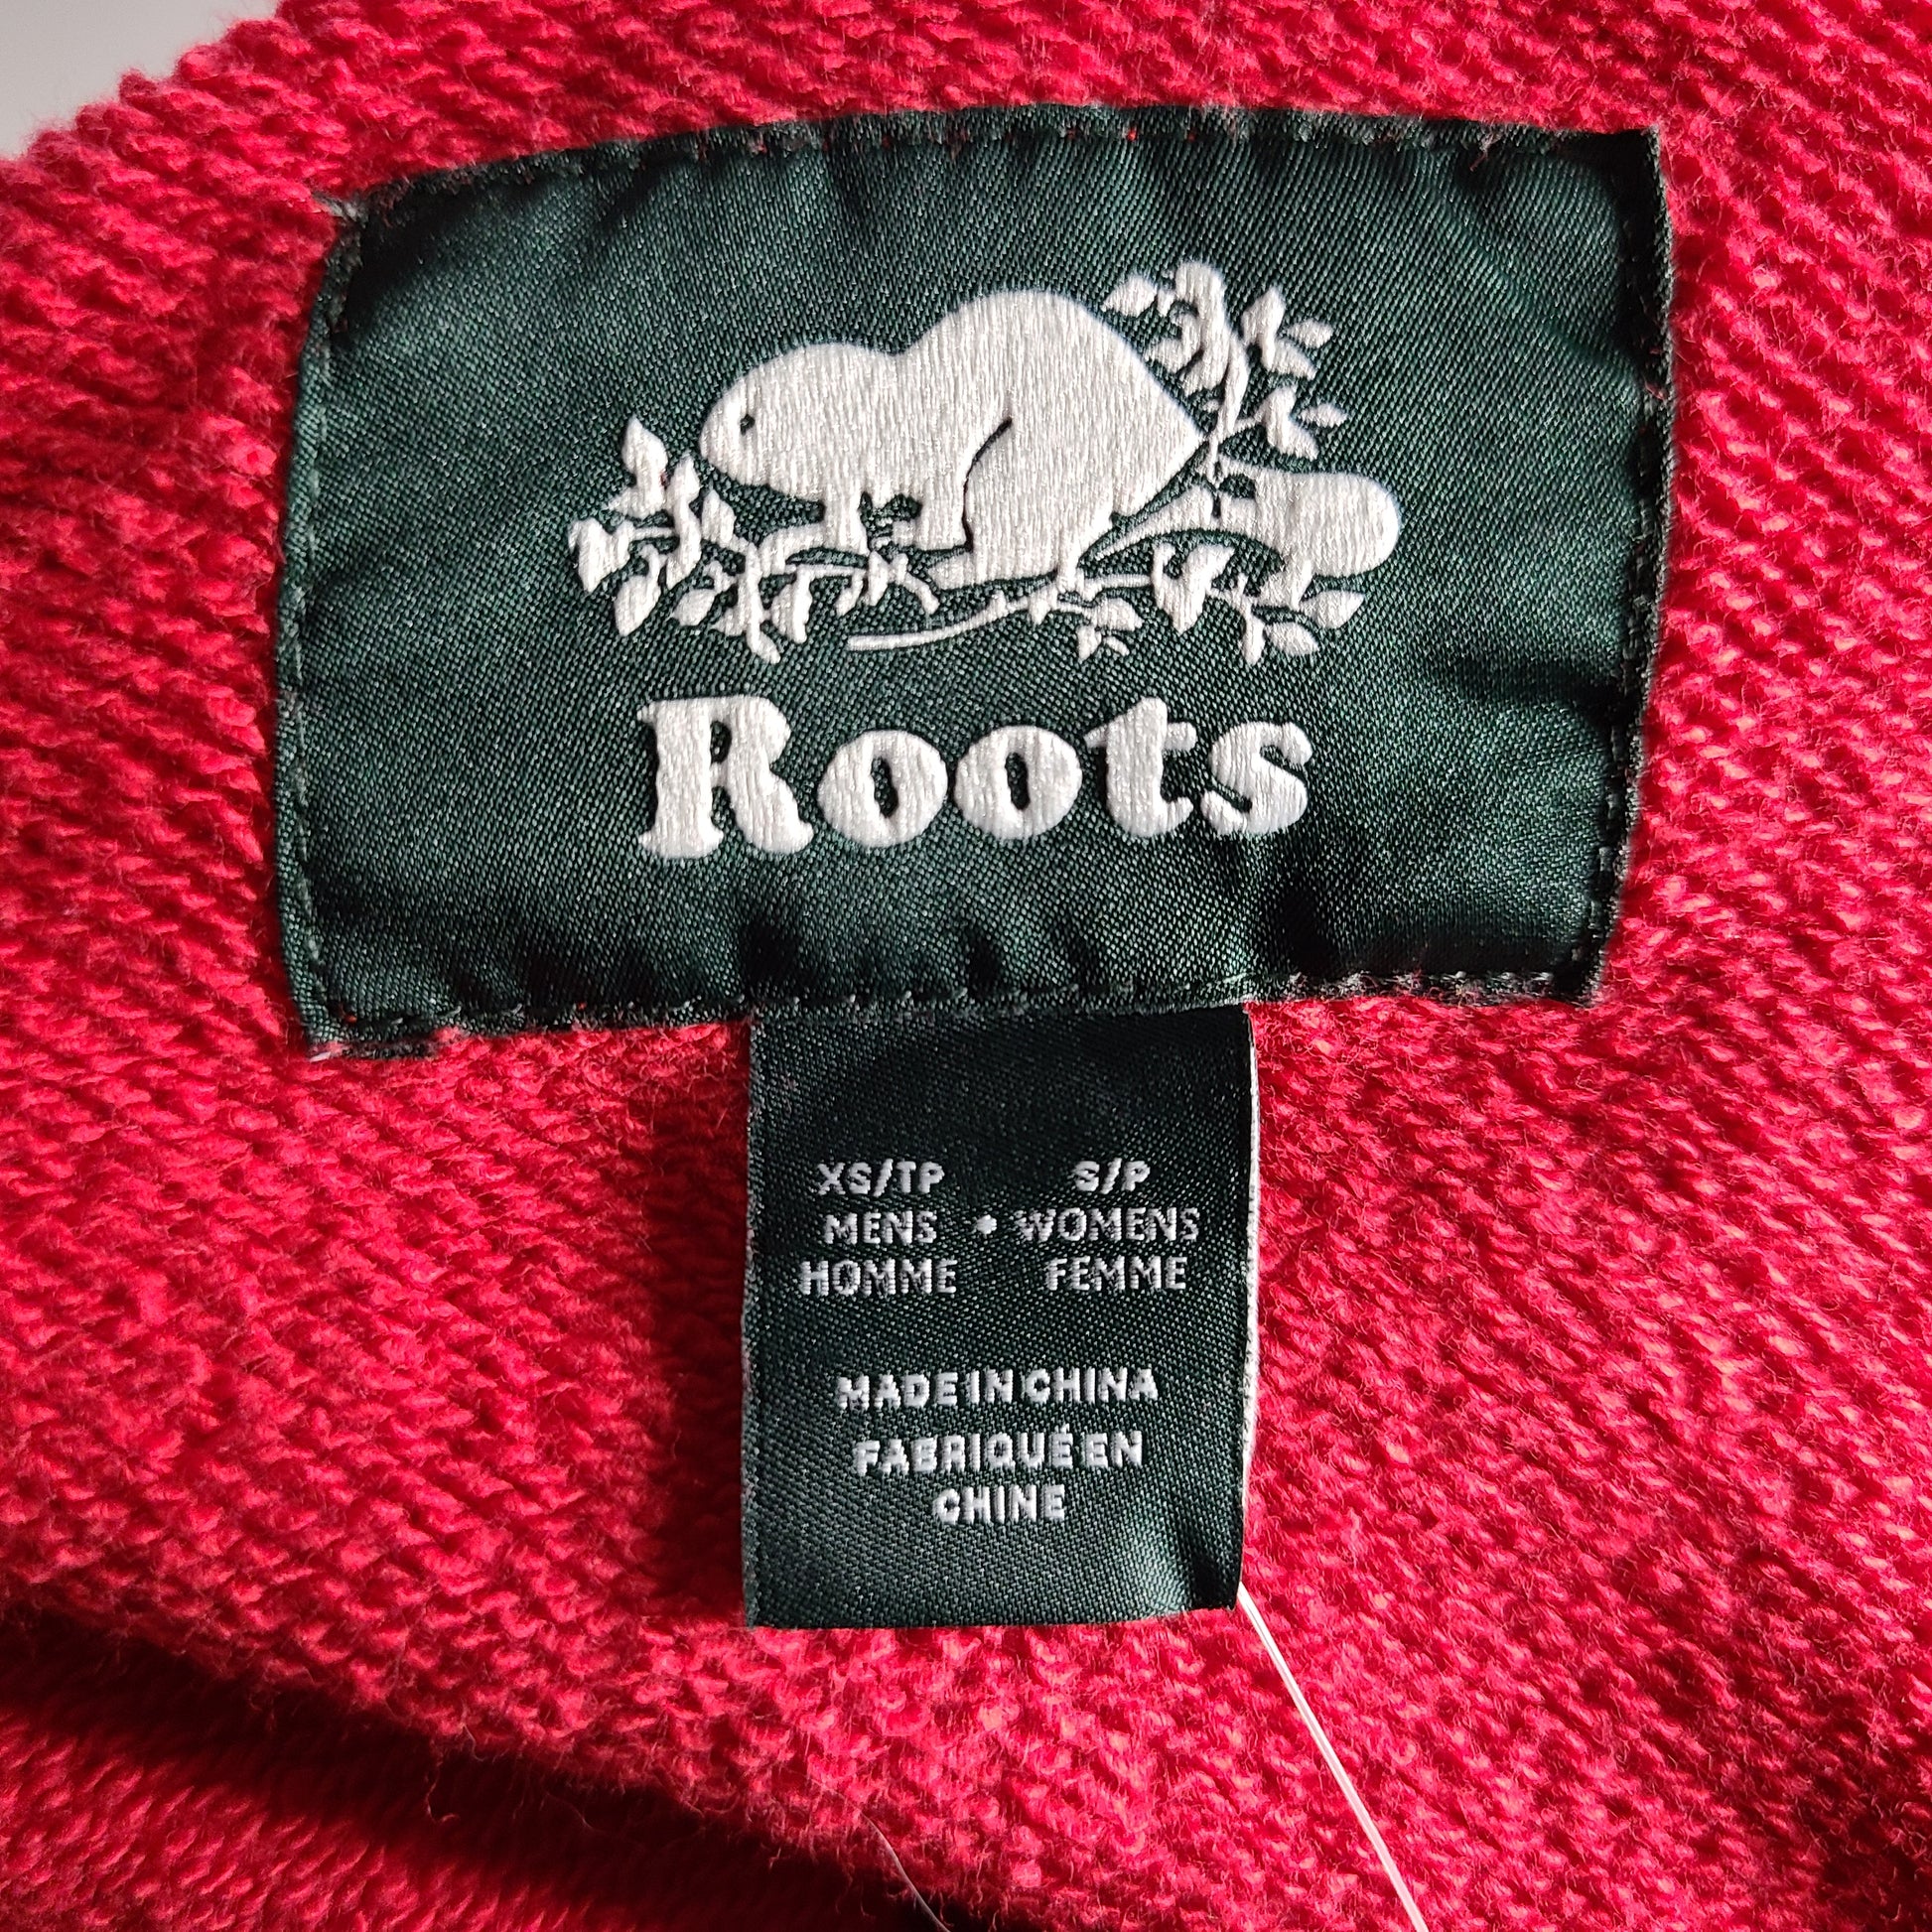 Roots
XS/TP S/P
MENS • WOMENS
HOMME FEMME
MADE IN CHINA
FABRIQUÉ EN
CHINE